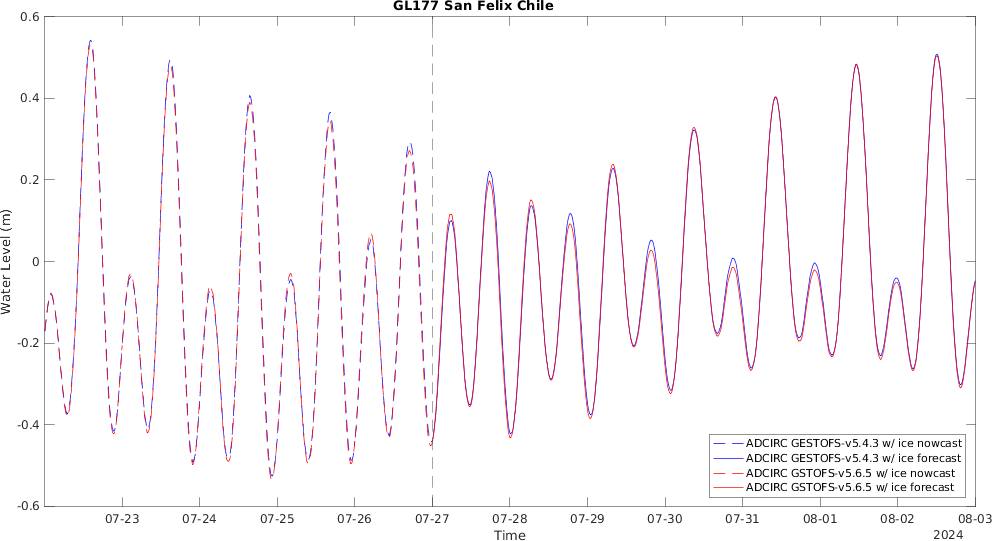 GL177 San Felix Chile
0.6
0.4
0.2
0
-0.2
-0.4
-0.6
Water Level (m)
ADCIRC GESTOFS-v5.4.3 w/ ice nowcast
ADCIRC GESTOFS-v5.4.3 w/ ice forecast
ADCIRC GSTOFS-v5.6.5 w/ ice nowcast
ADCIRC GSTOFS-v5.6.5 w/ ice forecast
07-23 07-24 07-25 07-26 07-27 07-28 07-29 07-30 07-31 08-01 08-02 08-03
Time
2024